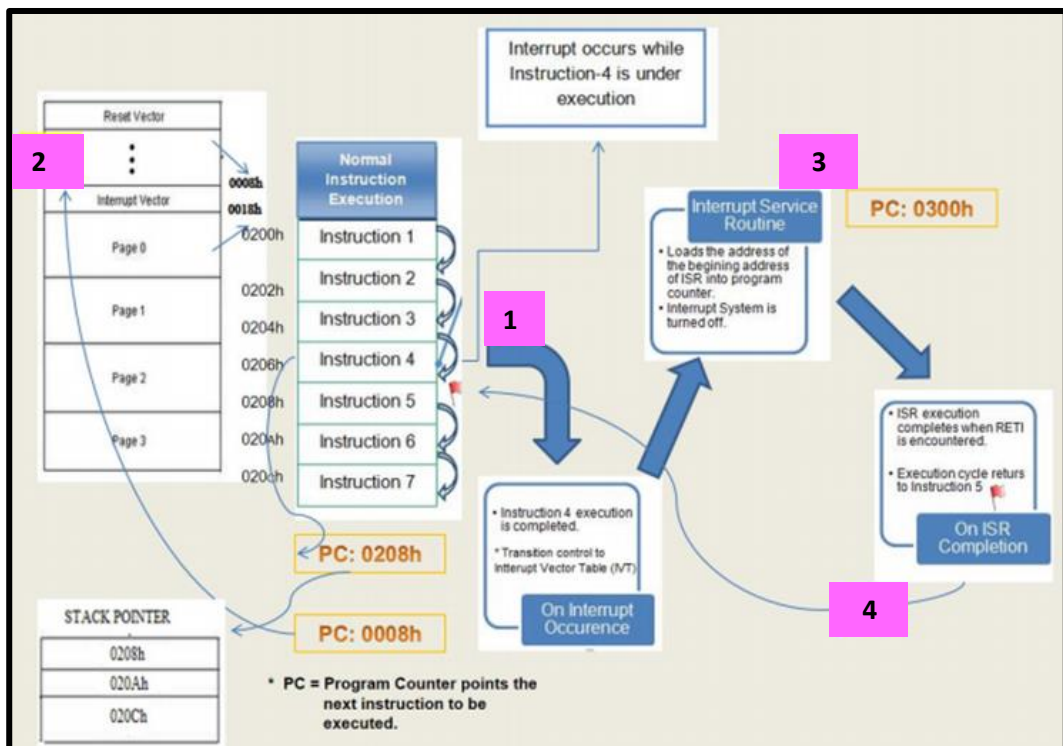 Interrupt occurs while
Instruction-4 is under
execution
Reset Vector
2
0008h
Interrupt Vector
0018h
Page 0
Page 1
Page 2
Page 3
Normal
Instruction
Execution
0200h
Instruction 1
0202h
Instruction 2
0204h
Instruction 3
0206h
Instruction 4
0208h
Instruction 5
020Ah
Instruction 6
020ch
Instruction 7
1
3
Interrupt Service
Routine
PC: 0300h
• Loads the address of
the begining address
of ISR into program
counter.
• Interrupt System is
turned off.
• ISR execution
completes when RETI
is encountered.
• Execution cycle returs
to Instruction 5
On ISR
Completion
• Instruction 4 execution
is completed.
* Transition control to
Intterupt Vector Table (IVT)
On Interrupt
Occurence
4
PC: 0208h
PC: 0008h
STACK POINTER
0208h
020Ah
020Ch
* PC = Program Counter points the
next instruction to be
executed.